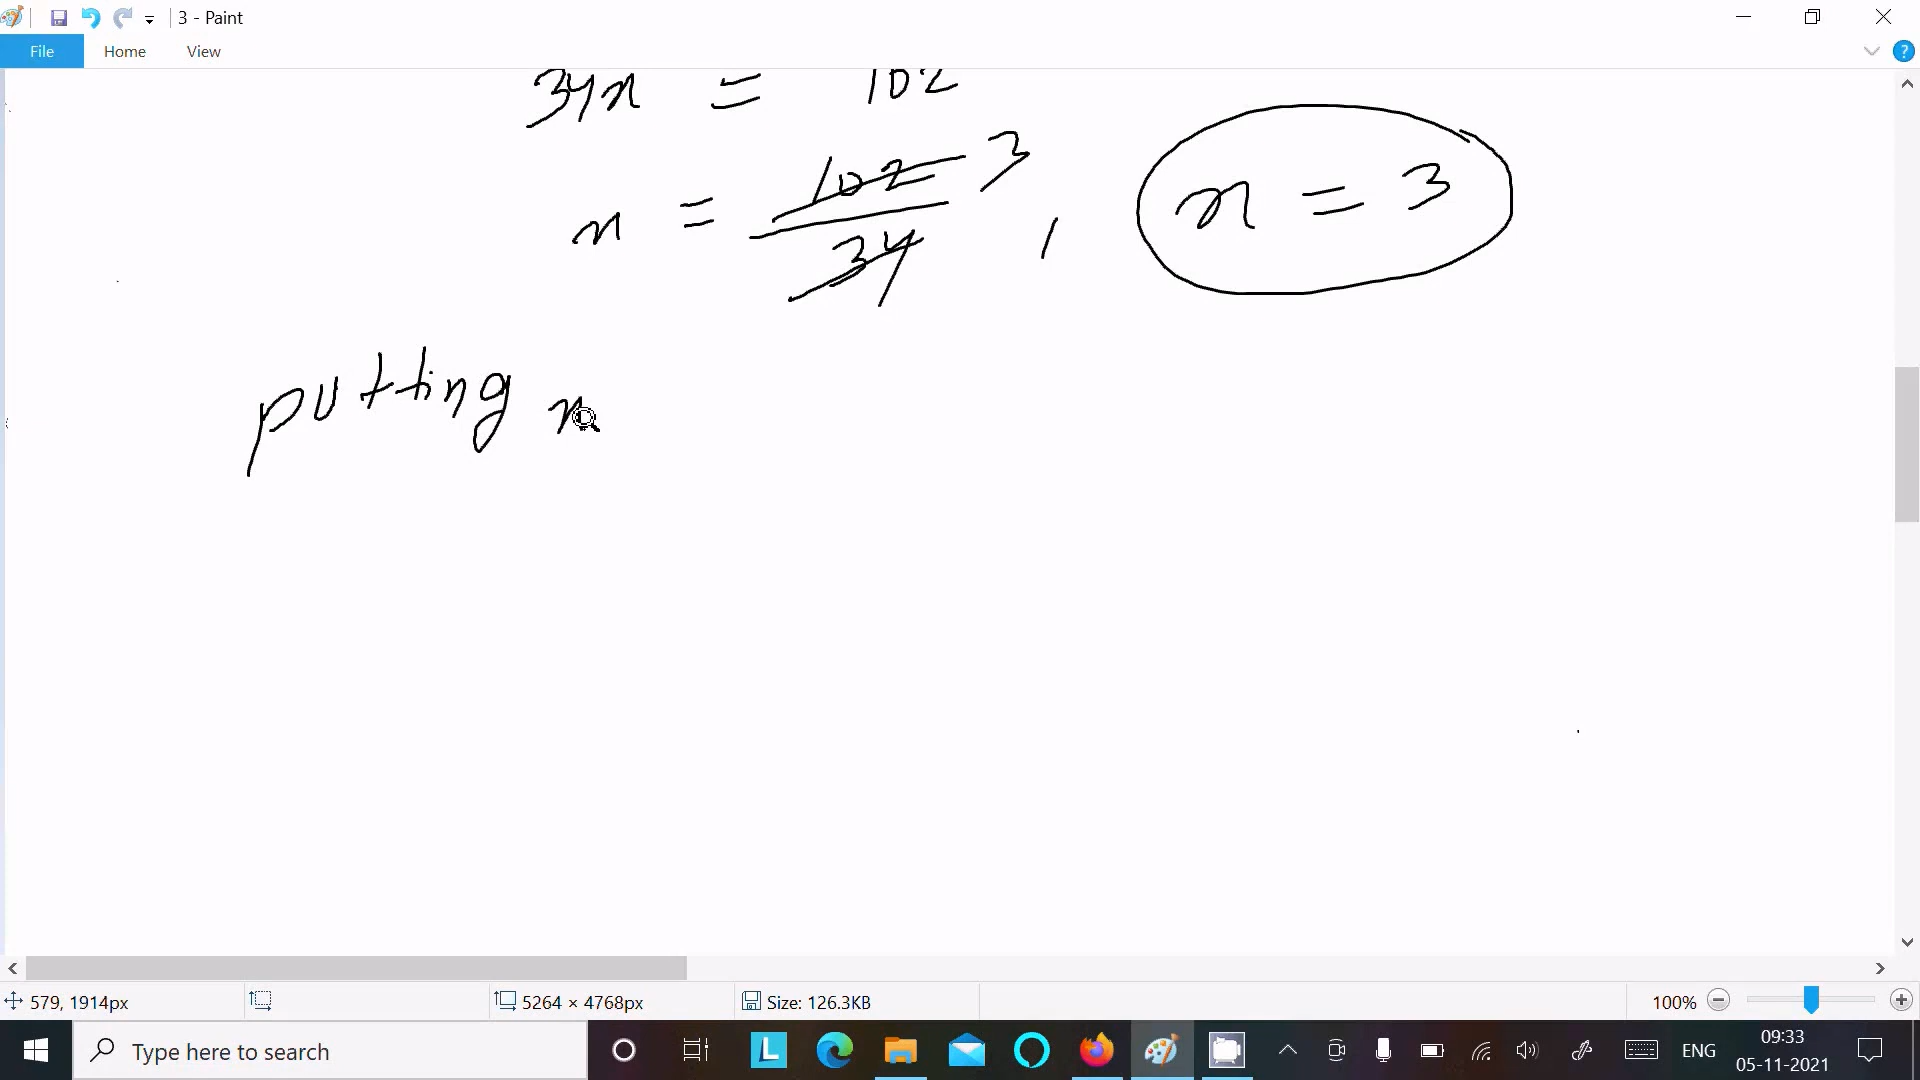 3 - Paint
File Home View
34x = 102
x = 102/34 3 , x = 3
putting x
579, 1914px 5264 × 4768px Size: 126.3KB 100%
Type here to search L ENG 09:33
05-11-2021